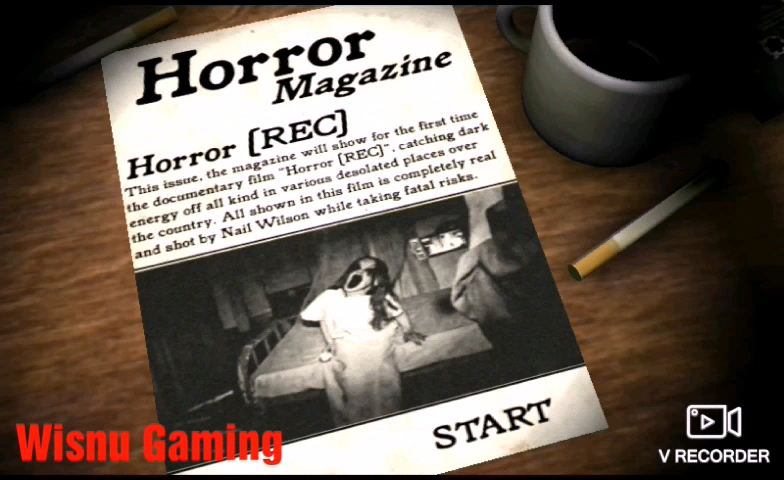 Horror
Magazine
Horror [REC]
This issue, the magazine will show for the first time
the documentary film "Horror [REC]", catching dark
energy off all kind in various desolated places over
the country. All shown in this film is completely real
and shot by Nail Wilson while taking fatal risks.
START
Wisnu Gaming
V RECORDER